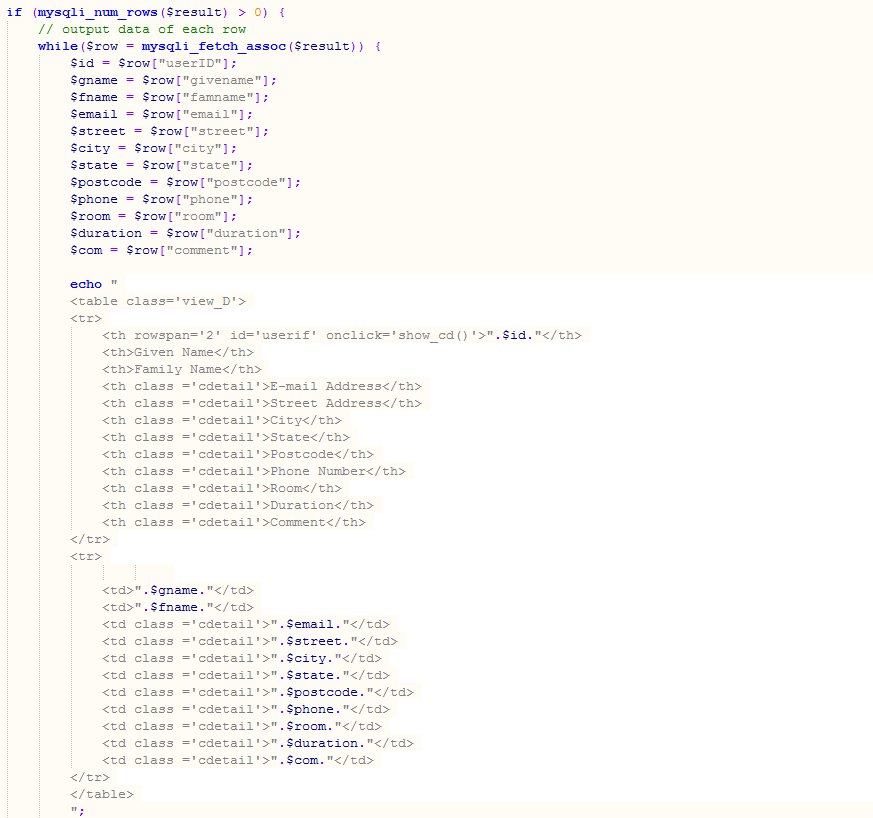 if (mysqli_num_rows($result) > 0) {
// output data of each row
while($row = mysqli_fetch_assoc($result)) {
$id = $row["userID"];
$gname = $row["givename"];
$fname = $row["famname"];
$email = $row["email"];
$street = $row["street"];
$city = $row["city"];
$state = $row["state"];
$postcode = $row["postcode"];
$phone = $row["phone"];
$room = $row["room"];
$duration = $row["duration"];
$com = $row["comment"];
echo "
<table class='view_D'>
<tr>
<th rowspan='2' id='userif' onclick='show_cd()'>".$id."</th>
<th>Given Name</th>
<th>Family Name</th>
<th class ='cdetail'>E-mail Address</th>
<th class ='cdetail'>Street Address</th>
<th class ='cdetail'>City</th>
<th class ='cdetail'>State</th>
<th class ='cdetail'>Postcode</th>
<th class ='cdetail'>Phone Number</th>
<th class ='cdetail'>Room</th>
<th class ='cdetail'>Duration</th>
<th class ='cdetail'>Comment</th>
</tr>
<tr>
<td>".$gname."</td>
<td>".$fname."</td>
<td class ='cdetail'>".$email."</td>
<td class ='cdetail'>".$street."</td>
<td class ='cdetail'>".$city."</td>
<td class ='cdetail'>".$state."</td>
<td class ='cdetail'>".$postcode."</td>
<td class ='cdetail'>".$phone."</td>
<td class ='cdetail'>".$room."</td>
<td class ='cdetail'>".$duration."</td>
<td class ='cdetail'>".$com."</td>
</tr>
</table>
";